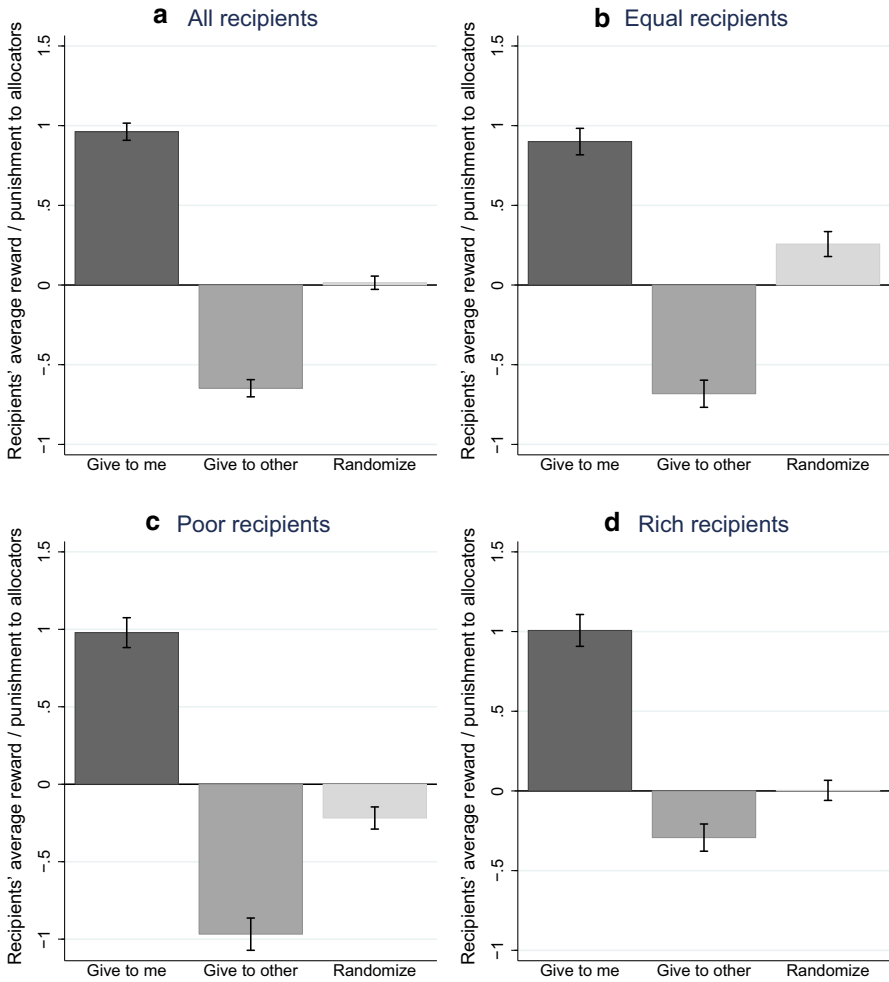 a All recipients
Recipients' average reward / punishment to allocators
1.5
1
.5
0
−.5
−1
Give to me Give to other Randomize
b Equal recipients
Recipients' average reward / punishment to allocators
1.5
1
.5
0
−.5
−1
Give to me Give to other Randomize
c Poor recipients
Recipients' average reward / punishment to allocators
1.5
1
.5
0
−.5
−1
Give to me Give to other Randomize
d Rich recipients
Recipients' average reward / punishment to allocators
1.5
1
.5
0
−.5
−1
Give to me Give to other Randomize